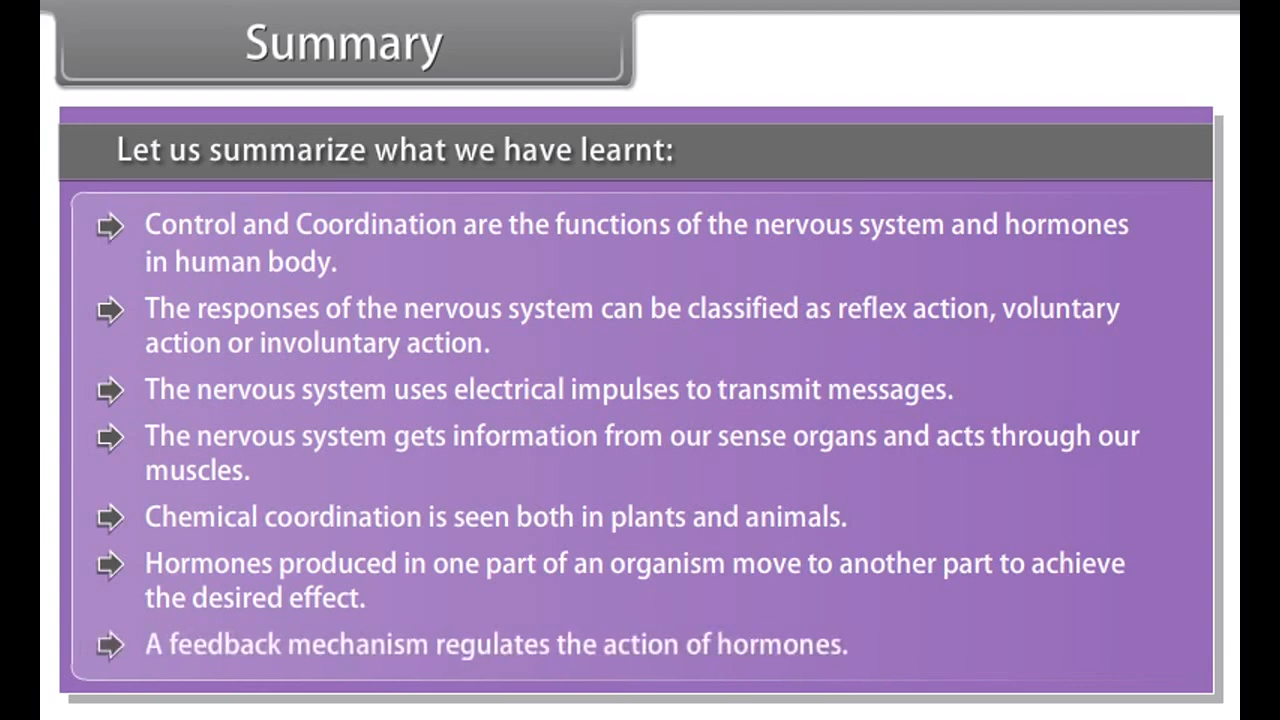 Summary
Let us summarize what we have learnt:
Control and Coordination are the functions of the nervous system and hormones
in human body.
The responses of the nervous system can be classified as reflex action, voluntary
action or involuntary action.
The nervous system uses electrical impulses to transmit messages.
The nervous system gets information from our sense organs and acts through our
muscles.
Chemical coordination is seen both in plants and animals.
Hormones produced in one part of an organism move to another part to achieve
the desired effect.
A feedback mechanism regulates the action of hormones.